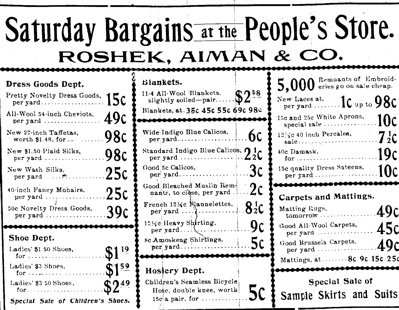 Saturday Bargains at the People's Store.
ROSHEK, AIMAN & CO.
Dress Goods Dept.
Pretty Novelty Dress Goods,
per yard 15c
All-Wool 54-inch Cheviots,
per yard 49c
New 27-inch Taffetas,
worth $1.48, for 98c
New $1.50 Plaid Silks,
per yard 98c
New Wash Silks,
per yard 25c
40-inch Fancy Mohairs,
per yard 25c
50c Novelty Dress Goods,
per yard 39c
Shoe Dept.
Ladies' $1.50 Shoes,
for $1 19
Ladies' $3 Shoes,
for $1 59
Ladies' $3.50 Shoes,
for $2 49
Special Sale of Children's Shoes.
Blankets.
11-4 All-Wool Blankets,
slightly soiled—pair $2
Blankets, at 35c 45c 55c 69c 98c
Wide Indigo Blue Calicos,
per yard 6c
Standard Indigo Blue Calicos,
per yard 2½c
Good 5c Calicos,
per yard 3c
Good Bleached Muslin Rem-
nants, to close, per yard 2c
French 12½c Flannelettes,
per yard 8½c
12½c Heavy Shirting,
per yard 9c
8c Amoskeag Shirtings,
per yard 5c
Hosiery Dept.
Children's Seamless Bicycle
Hose, double knee, worth
15c a pair, for 5c
5,000 Remnants of Embroid-
eries go on sale cheap.
New Laces at,
per yard 1c up to 98c
15c and 25c White Aprons,
special sale 10c
12½c 40 inch Percales,
sale 7½c
40c Damask,
for 19c
15c quality Dress Sateens,
per yard 10c
Carpets and Mattings.
Matting Rugs,
tomorrow 49c
Good All-Wool Carpets,
per yard 45c
Good Brussels Carpets,
per yard 49c
Mattings, at 8c 9c 15c 25c
Special Sale of
Sample Skirts and Suits